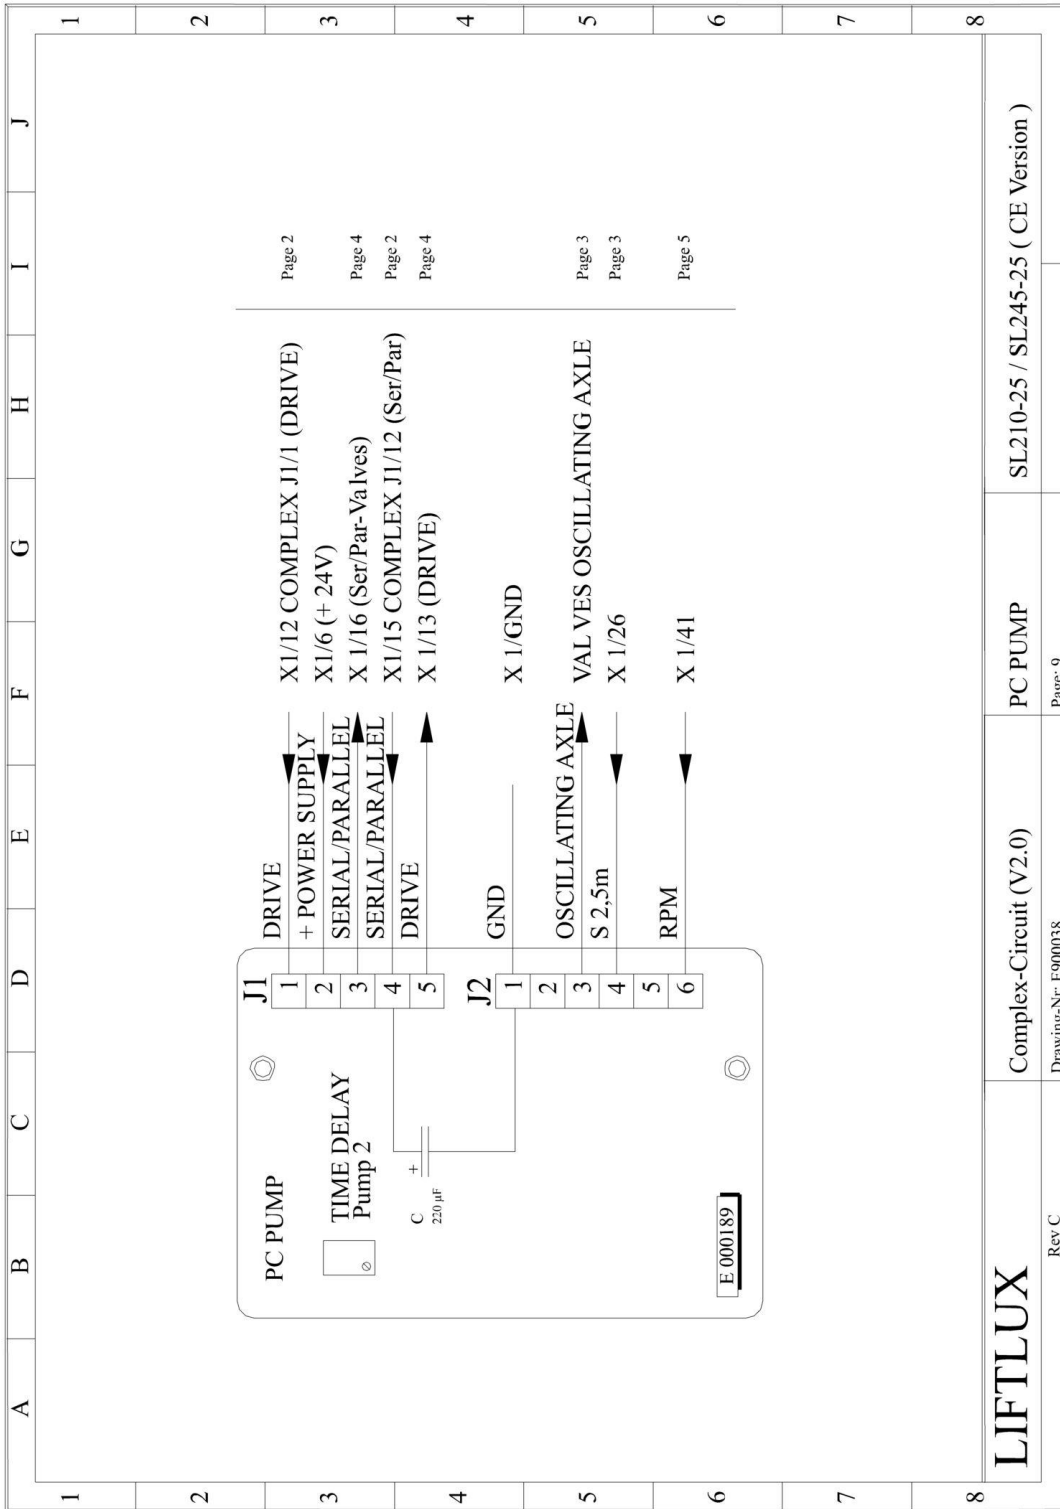 A B C D E F G H I J
1 1
2 2
3 3
4 4
5 5
6 6
7 7
8 8
PC PUMP
TIME DELAY
Pump 2
C
+
220 µF
E 000189
J1
1 DRIVE X1/12 COMPLEX J1/1 (DRIVE) Page 2
2 + POWER SUPPLY X1/6 (+ 24V)
3 SERIAL/PARALLEL X 1/16 (Ser/Par-Valves) Page 4
4 SERIAL/PARALLEL X1/15 COMPLEX J1/12 (Ser/Par) Page 2
5 DRIVE X 1/13 (DRIVE) Page 4
J2
1 GND X 1/GND
2
3 OSCILLATING AXLE VALVES OSCILLATING AXLE Page 3
4 S 2,5m X 1/26 Page 3
5
6 RPM X 1/41 Page 5
LIFTLUX
Complex-Circuit (V2.0)
PC PUMP
SL210-25 / SL245-25 ( CE Version )
Rev C
Drawing-Nr: E900038
Page: 9